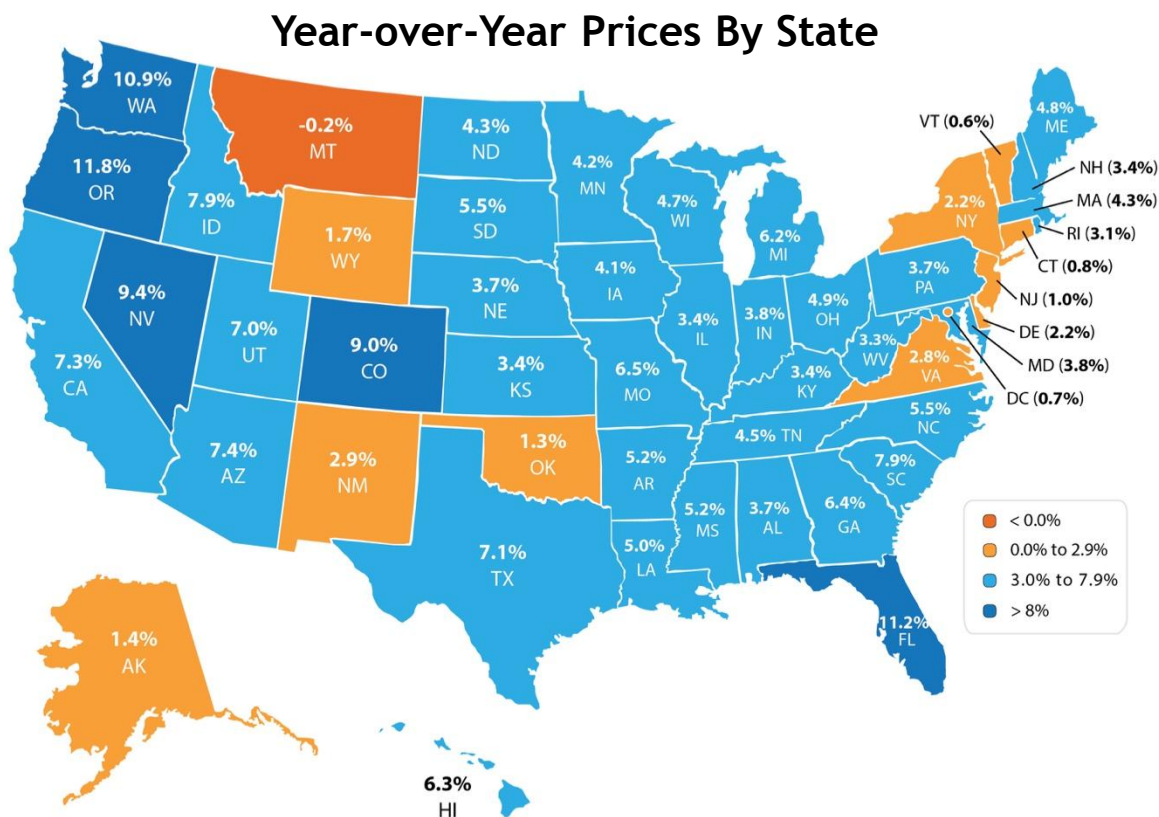 Year-over-Year Prices By State
10.9%
WA
11.8%
OR
7.9%
ID
-0.2%
MT
1.7%
WY
4.3%
ND
5.5%
SD
3.7%
NE
3.4%
KS
4.2%
MN
4.1%
IA
6.5%
MO
4.7%
WI
6.2%
MI
3.4%
IL
3.8%
IN
4.9%
OH
3.4%
KY
3.3%
WV
3.7%
PA
2.2%
NY
4.8%
ME
VT (0.6%)
NH (3.4%)
MA (4.3%)
RI (3.1%)
CT (0.8%)
NJ (1.0%)
DE (2.2%)
MD (3.8%)
DC (0.7%)
2.8%
VA
5.5%
NC
7.9%
SC
4.5% TN
6.4%
GA
3.7%
AL
5.2%
MS
5.2%
AR
5.0%
LA
11.2%
FL
9.4%
NV
7.3%
CA
7.0%
UT
9.0%
CO
7.4%
AZ
2.9%
NM
1.3%
OK
7.1%
TX
1.4%
AK
6.3%
HI
< 0.0%
0.0% to 2.9%
3.0% to 7.9%
> 8%